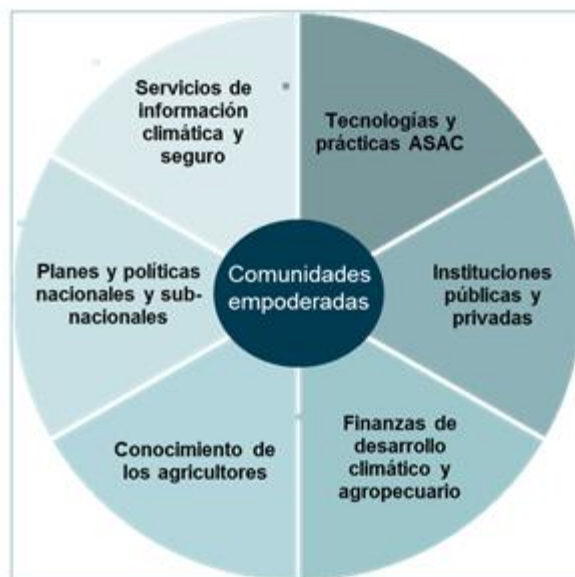 Servicios de
información
climática y
seguro
Tecnologías y
prácticas ASAC
Planes y políticas
nacionales y sub-
nacionales
Comunidades
empoderadas
Instituciones
públicas y
privadas
Conocimiento de
los agricultores
Finanzas de
desarrollo
climático y
agropecuario